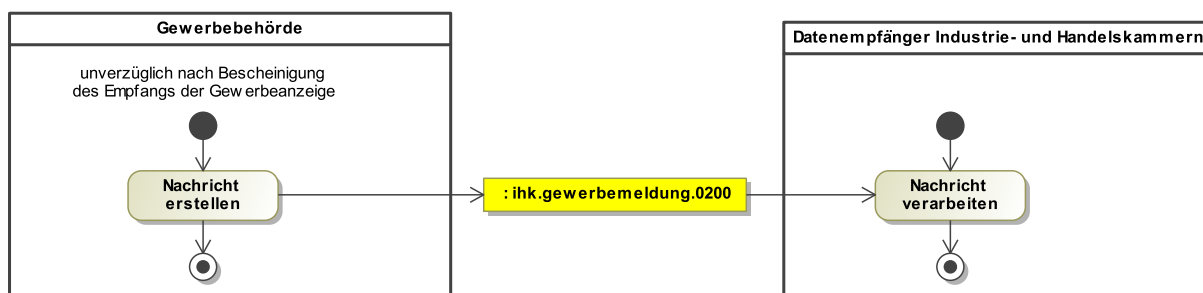 Gewerbebehörde
Datenempfänger Industrie- und Handelskammern
unverzüglich nach Bescheinigung
des Empfangs der Gewerbeanzeige
Nachricht
erstellen
: ihk.gewerbemeldung.0200
Nachricht
verarbeiten